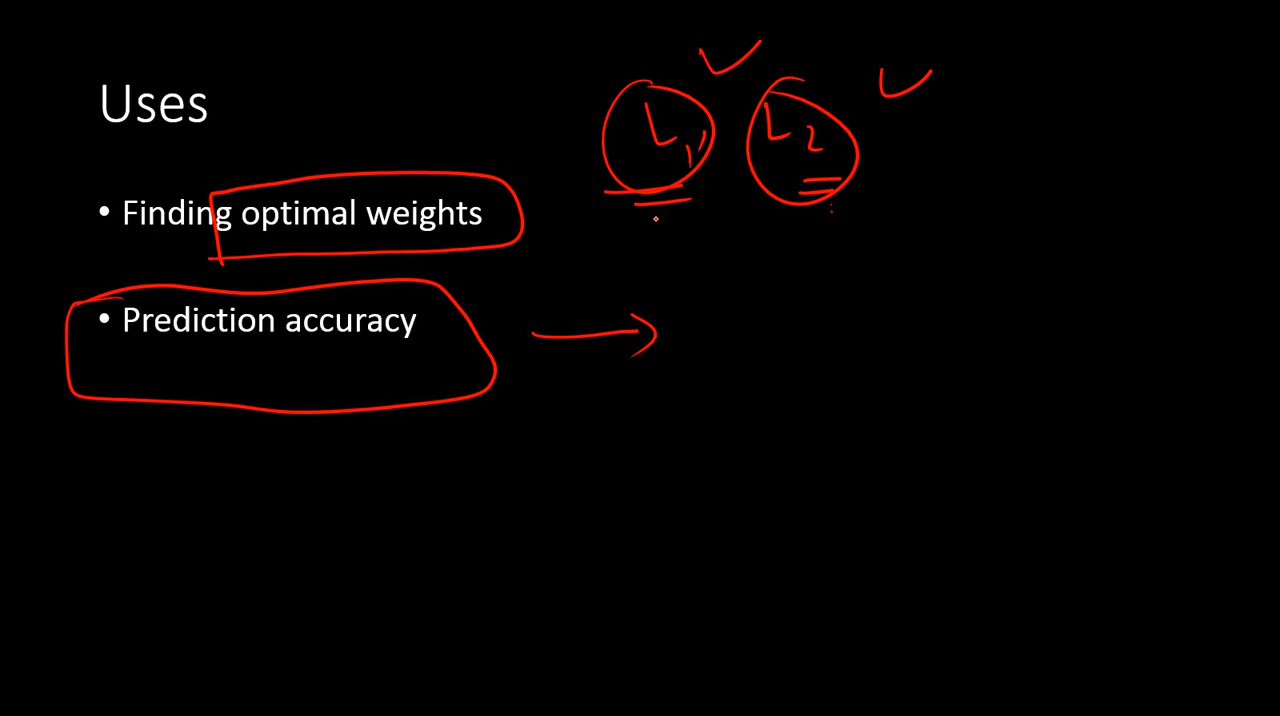 Uses
L1, L2
• Finding optimal weights
• Prediction accuracy